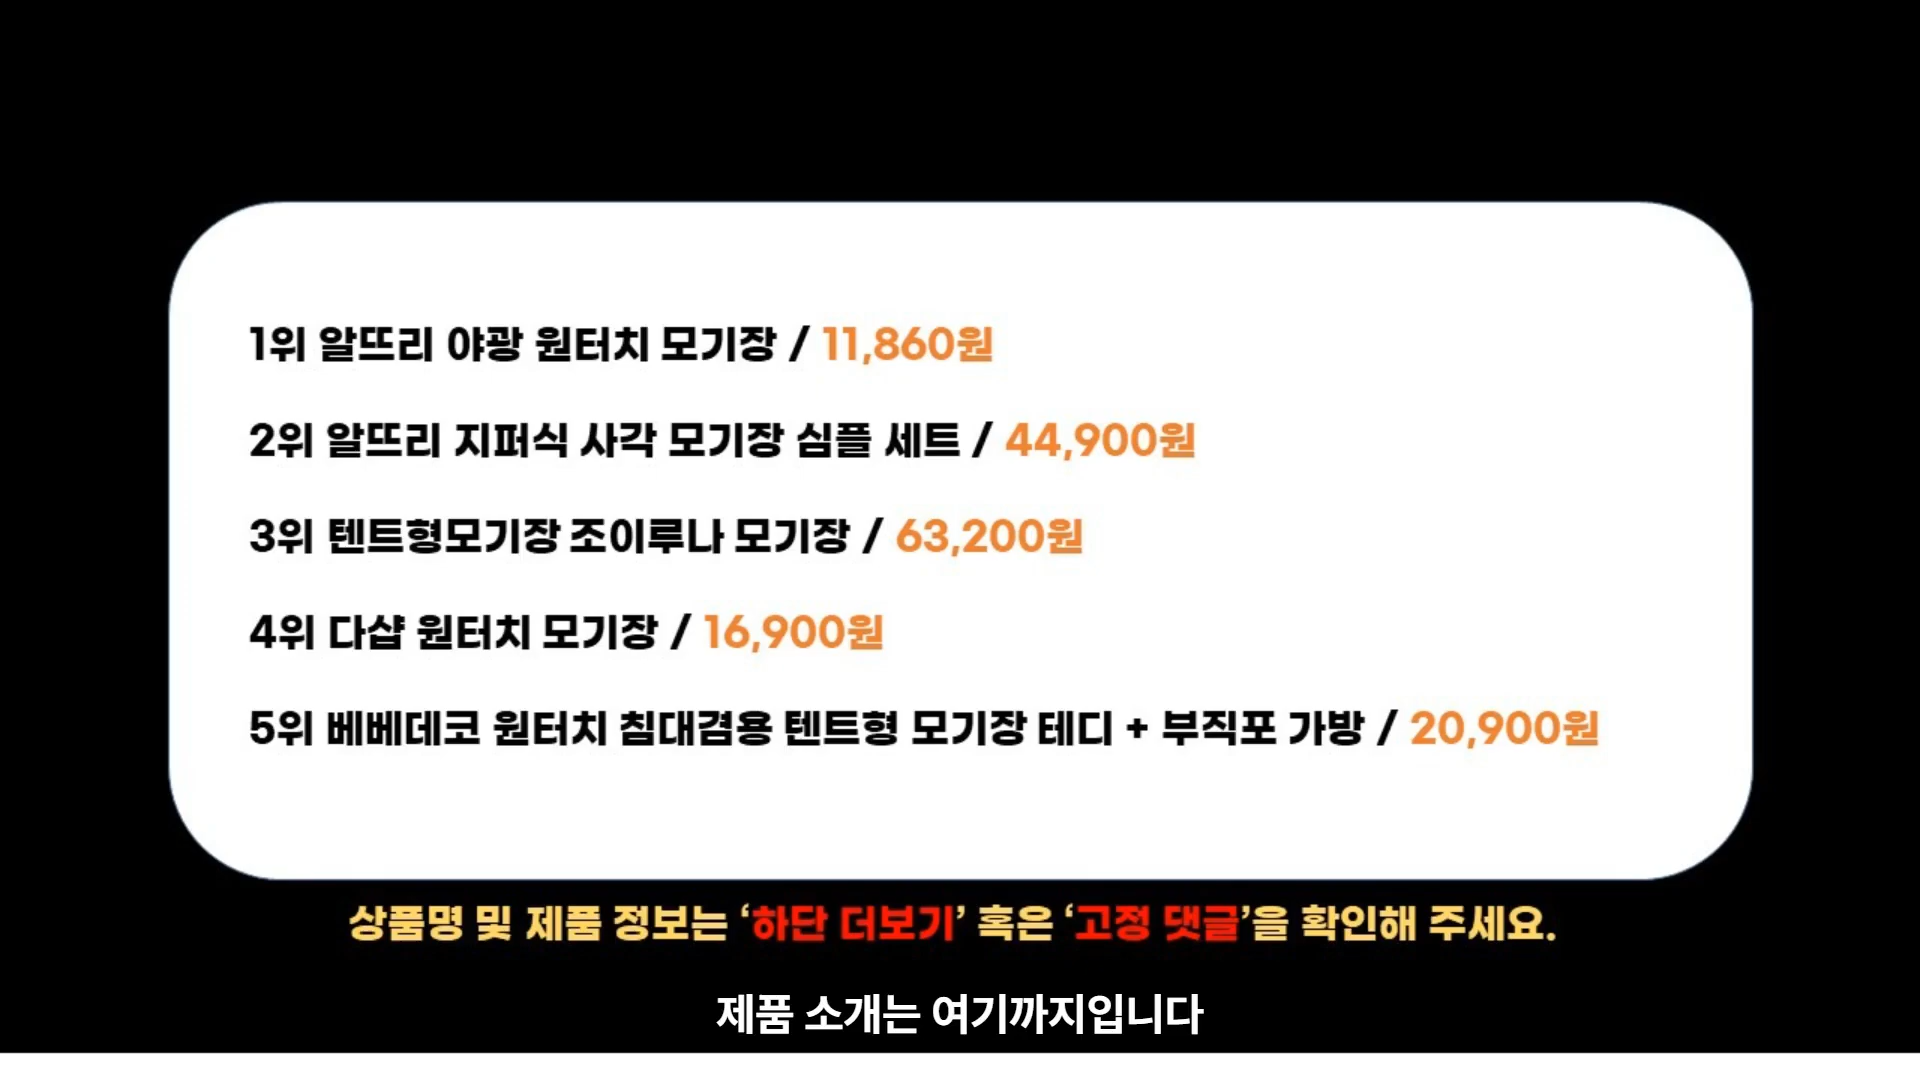 1위 알뜨리 야광 원터치 모기장 / 11,860원
2위 알뜨리 지퍼식 사각 모기장 심플 세트 / 44,900원
3위 텐트형모기장 조이루나 모기장 / 63,200원
4위 다샵 원터치 모기장 / 16,900원
5위 베베데코 원터치 침대겸용 텐트형 모기장 테디 + 부직포 가방 / 20,900원
상품명 및 제품 정보는 ‘하단 더보기’ 혹은 ‘고정 댓글’을 확인해 주세요.
제품 소개는 여기까지입니다